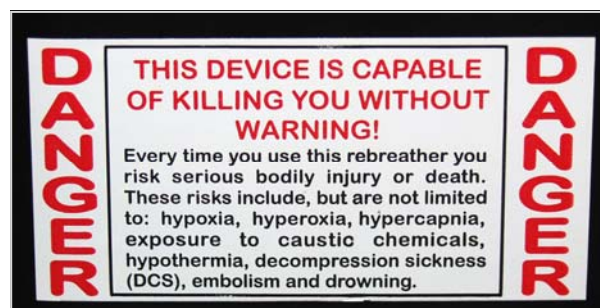 DANGER
THIS DEVICE IS CAPABLE
OF KILLING YOU WITHOUT
WARNING!
Every time you use this rebreather you
risk serious bodily injury or death.
These risks include, but are not limited
to: hypoxia, hyperoxia, hypercapnia,
exposure to caustic chemicals,
hypothermia, decompression sickness
(DCS), embolism and drowning.
DANGER